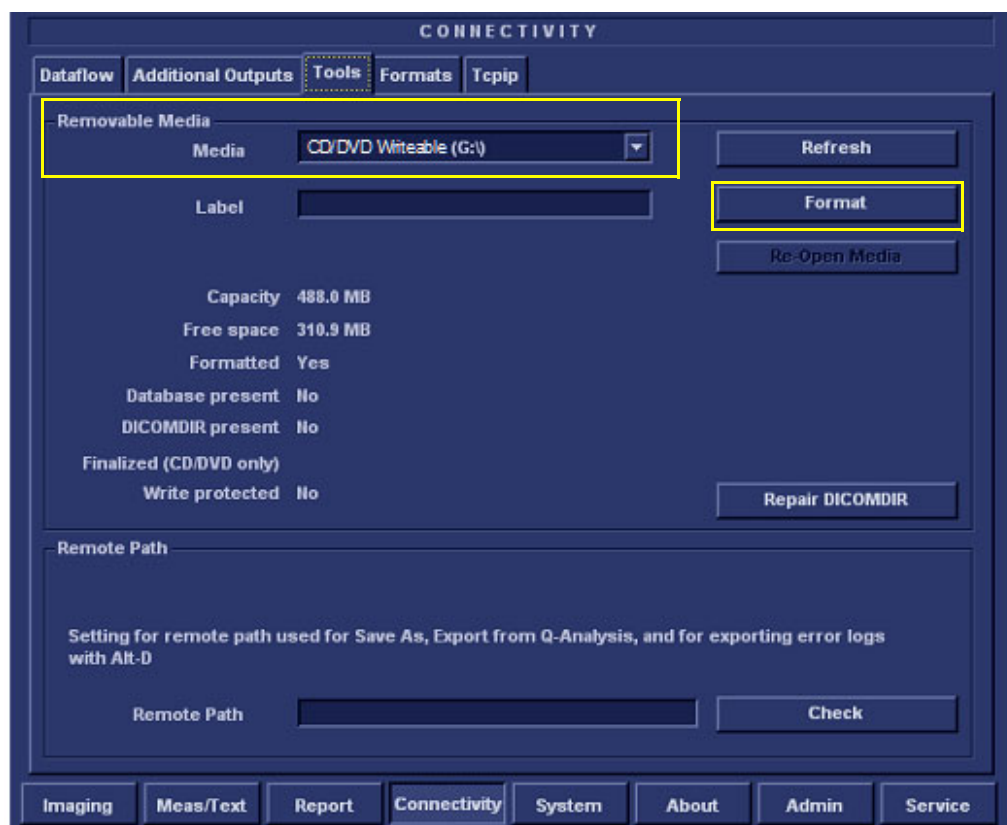 CONNECTIVITY
Dataflow Additional Outputs Tools Formats Tcpip
Removable Media
Media CD/DVD Writeable (G:\) Refresh
Label Format
Re-Open Media
Capacity 488.0 MB
Free space 310.9 MB
Formatted Yes
Database present No
DICOMDIR present No
Finalized (CD/DVD only)
Write protected No Repair DICOMDIR
Remote Path
Setting for remote path used for Save As, Export from Q-Analysis, and for exporting error logs
with Alt-D
Remote Path Check
Imaging Meas/Text Report Connectivity System About Admin Service